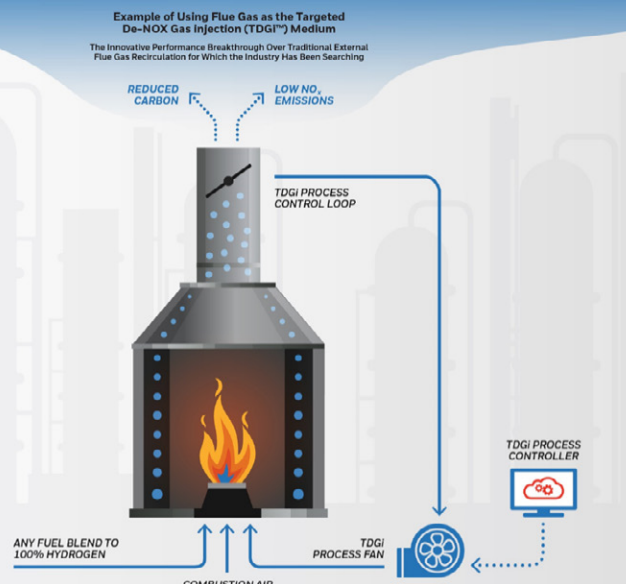 Example of Using Flue Gas as the Targeted
De-NOX Gas Injection (TDGi™) Medium
The Innovative Performance Breakthrough Over Traditional External
Flue Gas Recirculation for Which the Industry Has Been Searching
REDUCED
CARBON
LOW NOx
EMISSIONS
TDGi PROCESS
CONTROL LOOP
TDGi PROCESS
CONTROLLER
ANY FUEL BLEND TO
100% HYDROGEN
TDGi
PROCESS FAN
COMBUSTION AIR